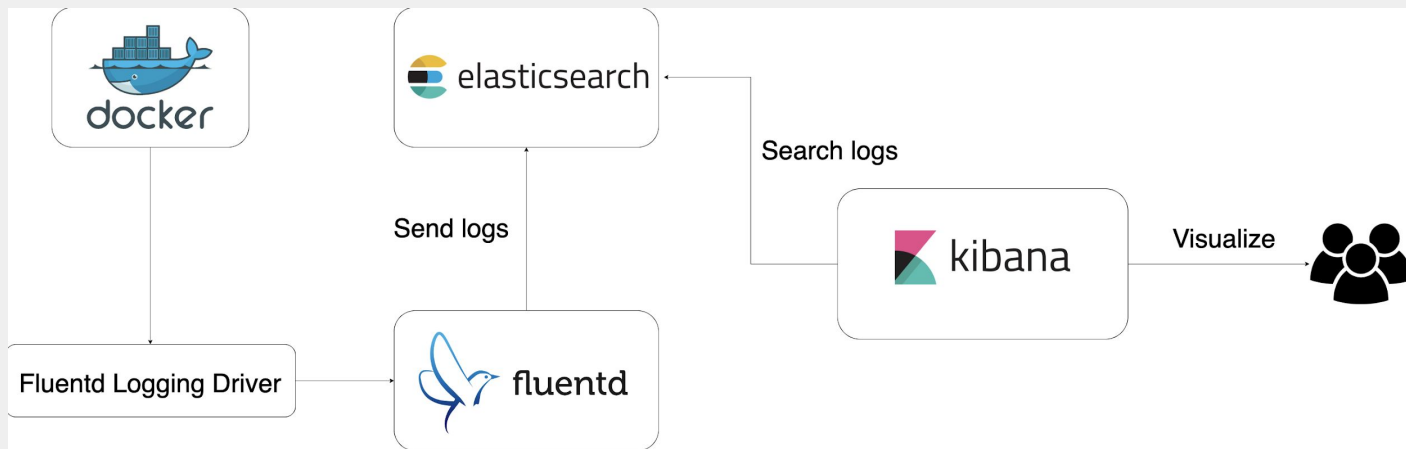 docker
elasticsearch
Search logs
Send logs
kibana
Visualize
Fluentd Logging Driver
fluentd